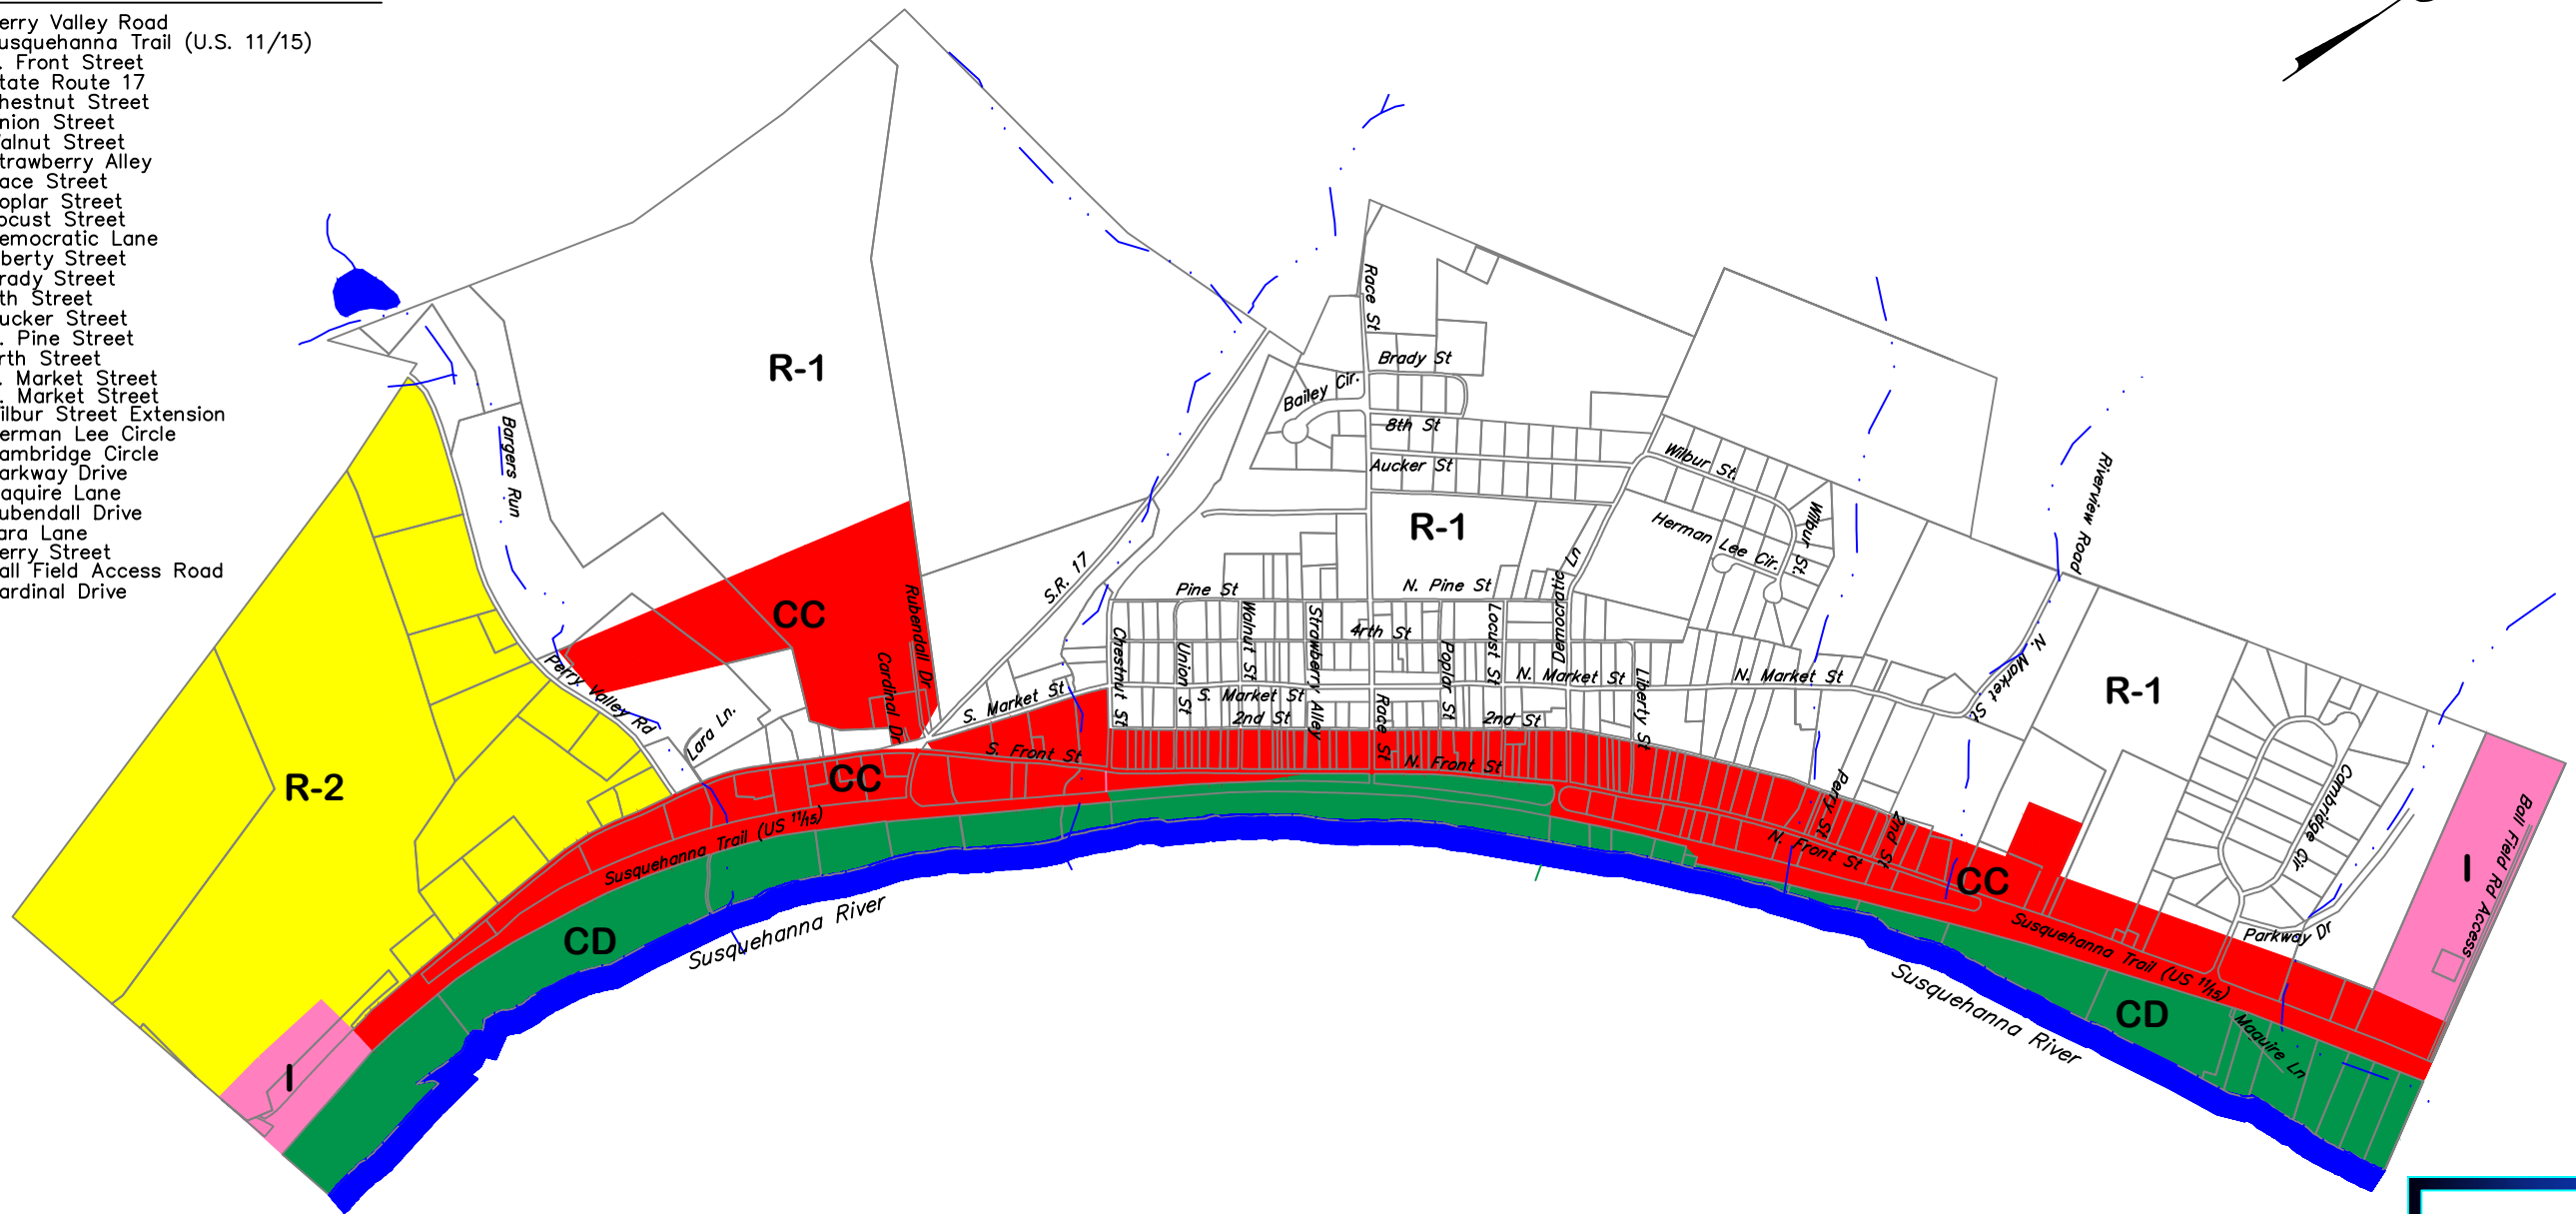 erry Valley Road
usquehanna Trail (U.S. 11/15)
. Front Street
tate Route 17
hestnut Street
nion Street
alnut Street
trawberry Alley
ace Street
oplar Street
ocust Street
emocratic Lane
iberty Street
rady Street
th Street
ucker Street
. Pine Street
rth Street
. Market Street
. Market Street
ilbur Street Extension
erman Lee Circle
ambridge Circle
arkway Drive
aquire Lane
ubendall Drive
ara Lane
erry Street
all Field Access Road
ardinal Drive
R-1
Bargers Run
CC
Rubendall Dr
Cardinal Dr
S.R. 17
Perry Valley Rd
Lara Ln.
R-2
I
CC
Susquehanna Trail (US 11/15)
CD
Susquehanna River
S. Market St
S. Front St
Race St
Brady St
Bailey Cir.
8th St
Aucker St
R-1
Pine St
N. Pine St
4rth St
Chestnut St
Union St
Walnut St
Strawberry Alley
Race St
Poplar St
Locust St
Democratic Ln
Liberty St
S. Market St
2nd St
N. Market St
2nd St
N. Front St
Wilbur St.
Wilbur St.
Herman Lee Cir.
N. Market St
Riverview Road
N. Market St
R-1
Perry St
2nd St
N. Front St
CC
Cambridge Cir
Parkway Dr
I
Ball Field Rd Access
Susquehanna Trail (US 11/15)
CD
Maquire Ln
Susquehanna River